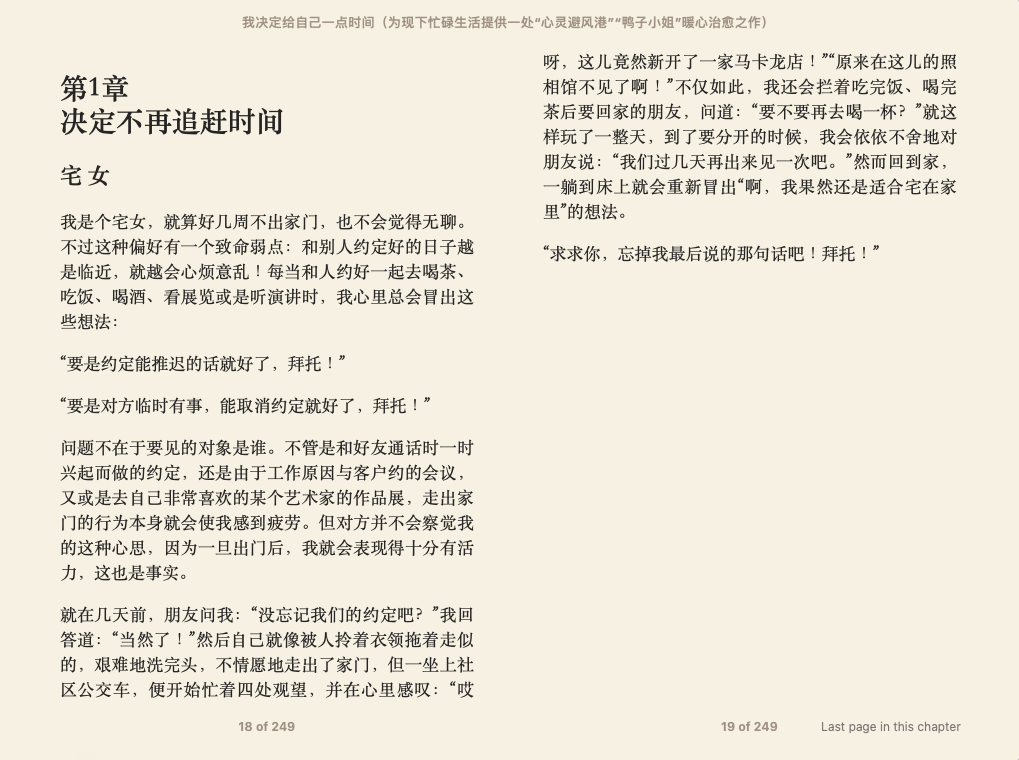 我决定给自己一点时间（为现下忙碌生活提供一处“心灵避风港”“鸭子小姐”暖心治愈之作）
第1章
决定不再追赶时间
宅 女
我是个宅女，就算好几周不出家门，也不会觉得无聊。
不过这种偏好有一个致命弱点：和别人约定好的日子越
是临近，就越会心烦意乱！每当和人约好一起去喝茶、
吃饭、喝酒、看展览或是听演讲时，我心里总会冒出这
些想法：
“要是约定能推迟的话就好了，拜托！”
“要是对方临时有事，能取消约定就好了，拜托！”
问题不在于要见的对象是谁。不管是和好友通话时一时
兴起而做的约定，还是由于工作原因与客户约的会议，
又或是去自己非常喜欢的某个艺术家的作品展，走出家
门的行为本身就会使我感到疲劳。但对方并不会察觉我
的这种心思，因为一旦出门后，我就会表现得十分有活
力，这也是事实。
就在几天前，朋友问我：“没忘记我们的约定吧？”我回
答道：“当然了！”然后自己就像被人拎着衣领拖着走似
的，艰难地洗完头，不情愿地走出了家门，但一坐上社
区公交车，便开始忙着四处观望，并在心里感叹：“哎
呀，这儿竟然新开了一家马卡龙店！”“原来在这儿的照
相馆不见了啊！”不仅如此，我还会拦着吃完饭、喝完
茶后要回家的朋友，问道：“要不要再去喝一杯？”就这
样玩了一整天，到了要分开的时候，我会依依不舍地对
朋友说：“我们过几天再出来见一次吧。”然而回到家，
一躺到床上就会重新冒出“啊，我果然还是适合宅在家
里”的想法。
“求求你，忘掉我最后说的那句话吧！拜托！”
18 of 249
19 of 249
Last page in this chapter